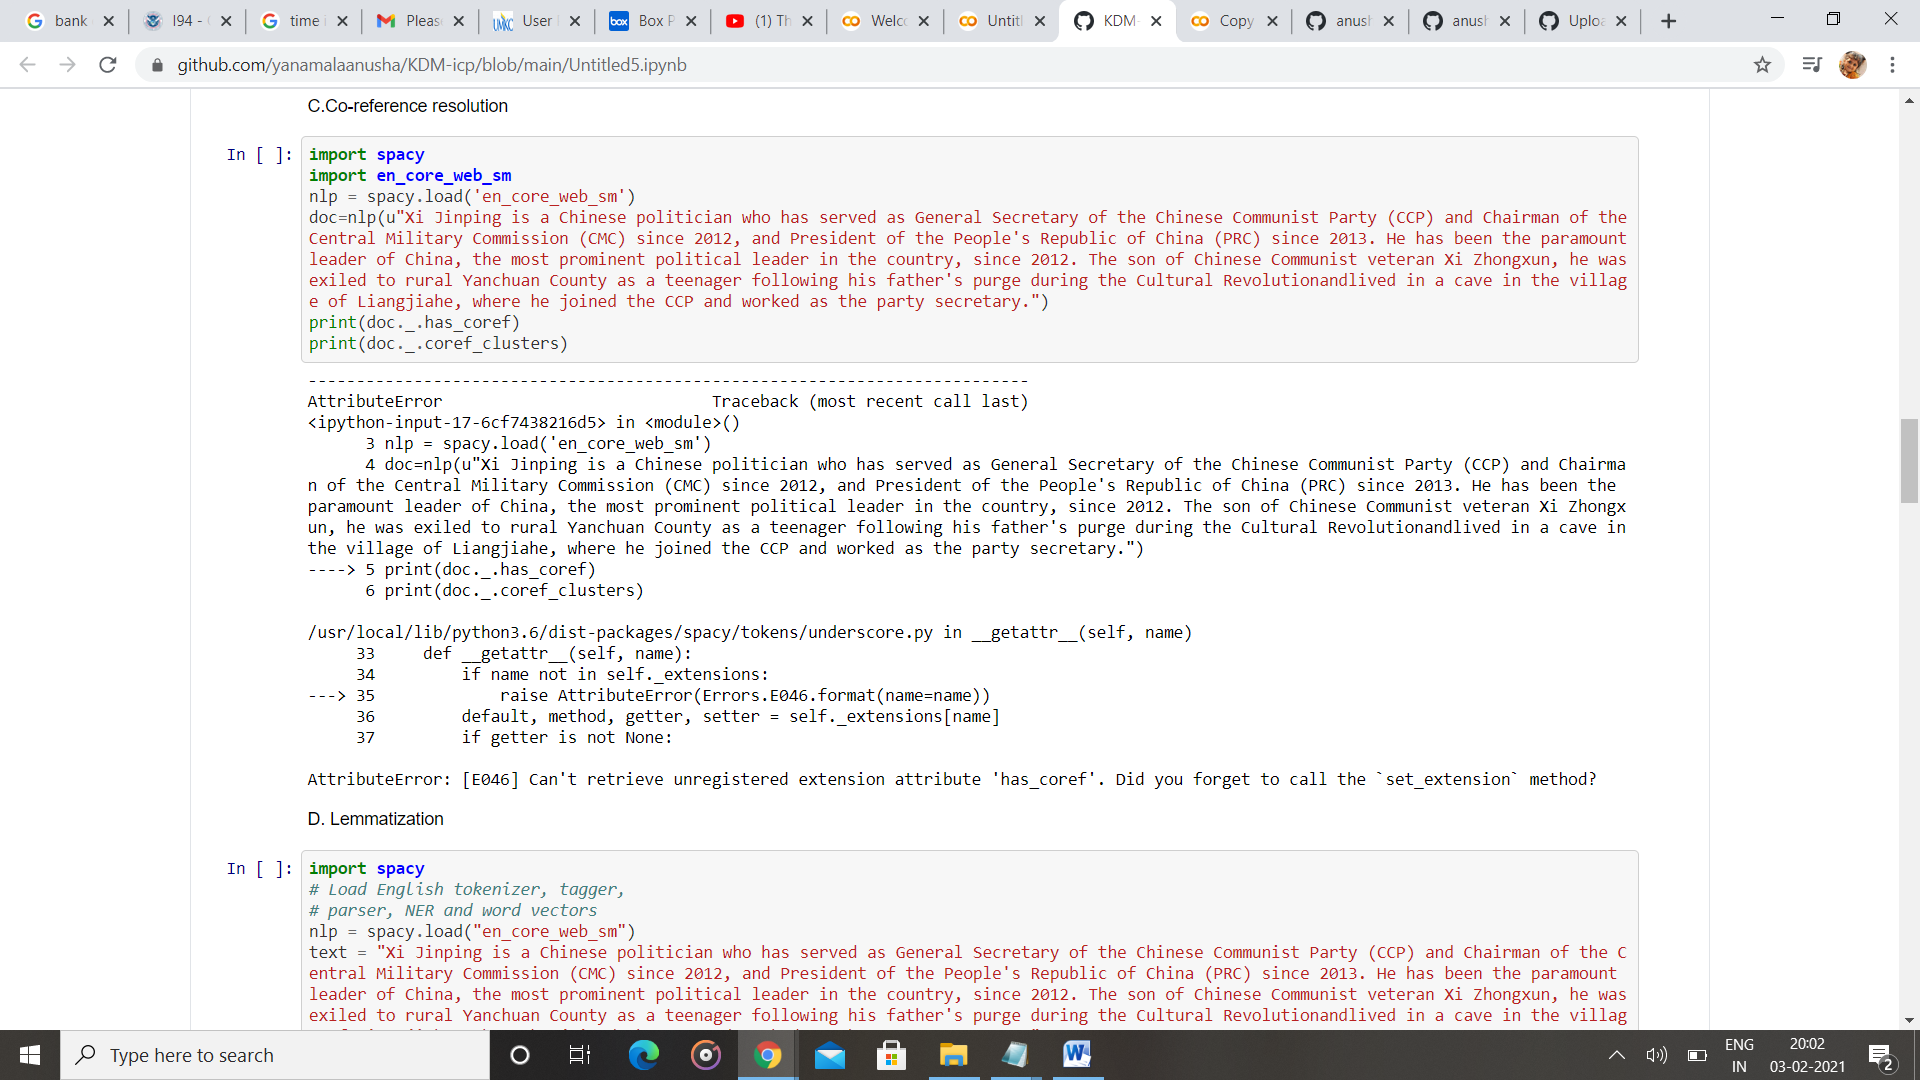 bank
I94 -
time i
Pleas
UMKC User i
box Box P
(1) Th
Welc
Untitl
KDM-
Copy
anush
anush
Uploa
github.com/yanamalaanusha/KDM-icp/blob/main/Untitled5.ipynb
C.Co-reference resolution
In [ ]: import spacy
import en_core_web_sm
nlp = spacy.load('en_core_web_sm')
doc=nlp(u"Xi Jinping is a Chinese politician who has served as General Secretary of the Chinese Communist Party (CCP) and Chairman of the
Central Military Commission (CMC) since 2012, and President of the People's Republic of China (PRC) since 2013. He has been the paramount
leader of China, the most prominent political leader in the country, since 2012. The son of Chinese Communist veteran Xi Zhongxun, he was
exiled to rural Yanchuan County as a teenager following his father's purge during the Cultural Revolutionandlived in a cave in the villag
e of Liangjiahe, where he joined the CCP and worked as the party secretary.")
print(doc._.has_coref)
print(doc._.coref_clusters)
---------------------------------------------------------------------------
AttributeError                            Traceback (most recent call last)
<ipython-input-17-6cf7438216d5> in <module>()
      3 nlp = spacy.load('en_core_web_sm')
      4 doc=nlp(u"Xi Jinping is a Chinese politician who has served as General Secretary of the Chinese Communist Party (CCP) and Chairma
n of the Central Military Commission (CMC) since 2012, and President of the People's Republic of China (PRC) since 2013. He has been the
paramount leader of China, the most prominent political leader in the country, since 2012. The son of Chinese Communist veteran Xi Zhongx
un, he was exiled to rural Yanchuan County as a teenager following his father's purge during the Cultural Revolutionandlived in a cave in
the village of Liangjiahe, where he joined the CCP and worked as the party secretary.")
----> 5 print(doc._.has_coref)
      6 print(doc._.coref_clusters)
/usr/local/lib/python3.6/dist-packages/spacy/tokens/underscore.py in __getattr__(self, name)
     33     def __getattr__(self, name):
     34         if name not in self._extensions:
---> 35             raise AttributeError(Errors.E046.format(name=name))
     36         default, method, getter, setter = self._extensions[name]
     37         if getter is not None:
AttributeError: [E046] Can't retrieve unregistered extension attribute 'has_coref'. Did you forget to call the `set_extension` method?
D. Lemmatization
In [ ]: import spacy
# Load English tokenizer, tagger,
# parser, NER and word vectors
nlp = spacy.load("en_core_web_sm")
text = "Xi Jinping is a Chinese politician who has served as General Secretary of the Chinese Communist Party (CCP) and Chairman of the C
entral Military Commission (CMC) since 2012, and President of the People's Republic of China (PRC) since 2013. He has been the paramount
leader of China, the most prominent political leader in the country, since 2012. The son of Chinese Communist veteran Xi Zhongxun, he was
exiled to rural Yanchuan County as a teenager following his father's purge during the Cultural Revolutionandlived in a cave in the villag
Type here to search
ENG
IN
20:02
03-02-2021
2